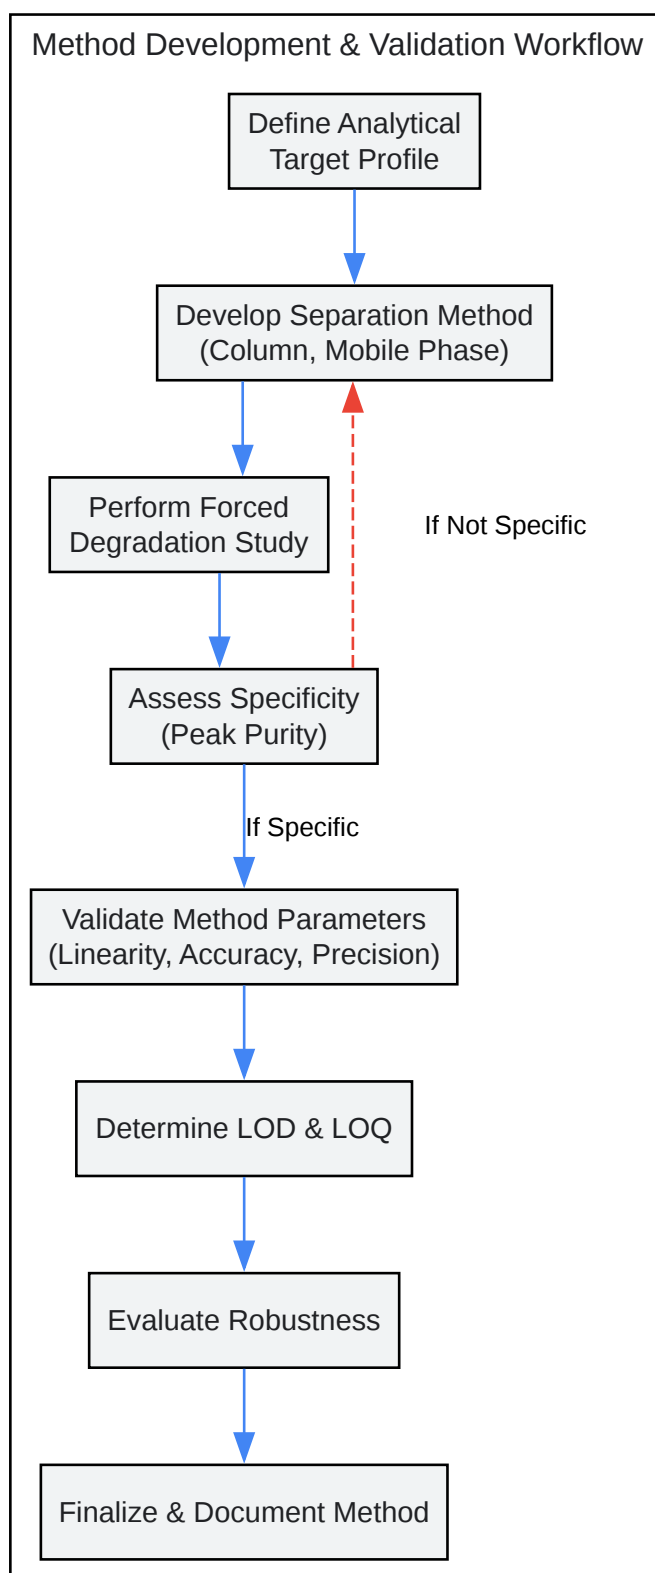 Method Development & Validation Workflow
Define Analytical
Target Profile
Develop Separation Method
(Column, Mobile Phase)
Perform Forced
Degradation Study
If Not Specific
Assess Specificity
(Peak Purity)
If Specific
Validate Method Parameters
(Linearity, Accuracy, Precision)
Determine LOD & LOQ
Evaluate Robustness
Finalize & Document Method